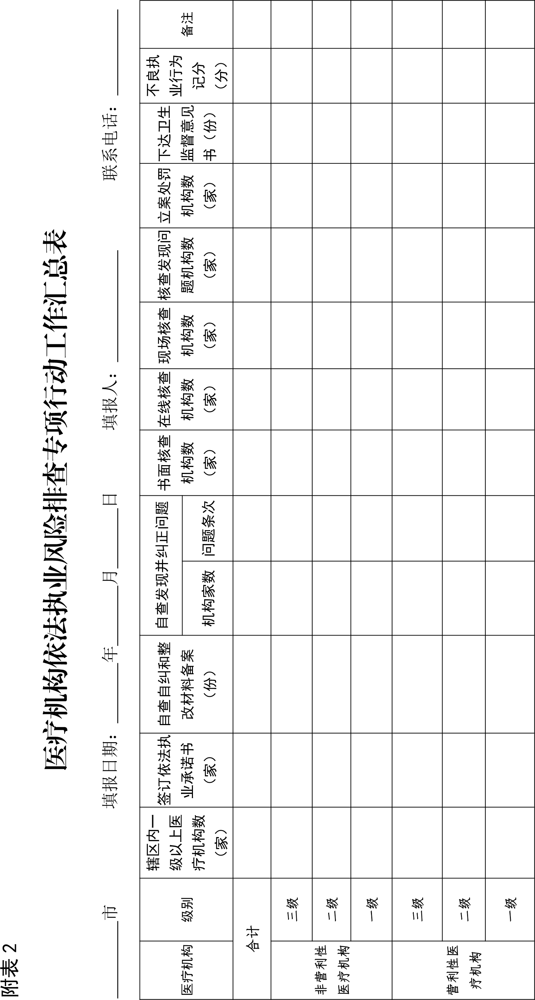 附表 2
医疗机构依法执业风险排查专项行动工作汇总表
市 填报日期: 年 月 日 填报人: 联系电话:
医疗机构
级别
辖区内一
级以上医
疗机构数
(家)
签订依法执
业承诺书
(家)
自查自纠和整
改材料备案
(份)
自查发现并纠正问题
机构家数
问题条次
书面核查
机构数
(家)
在线核查
机构数
(家)
现场核查
机构数
(家)
核查发现问
题机构数
(家)
立案处罚
机构数
(家)
下达卫生
监督意见
书(份)
不良执
业行为
记分
(分)
备注
合计
非营利性
医疗机构
三级
二级
一级
营利性医
疗机构
三级
二级
一级